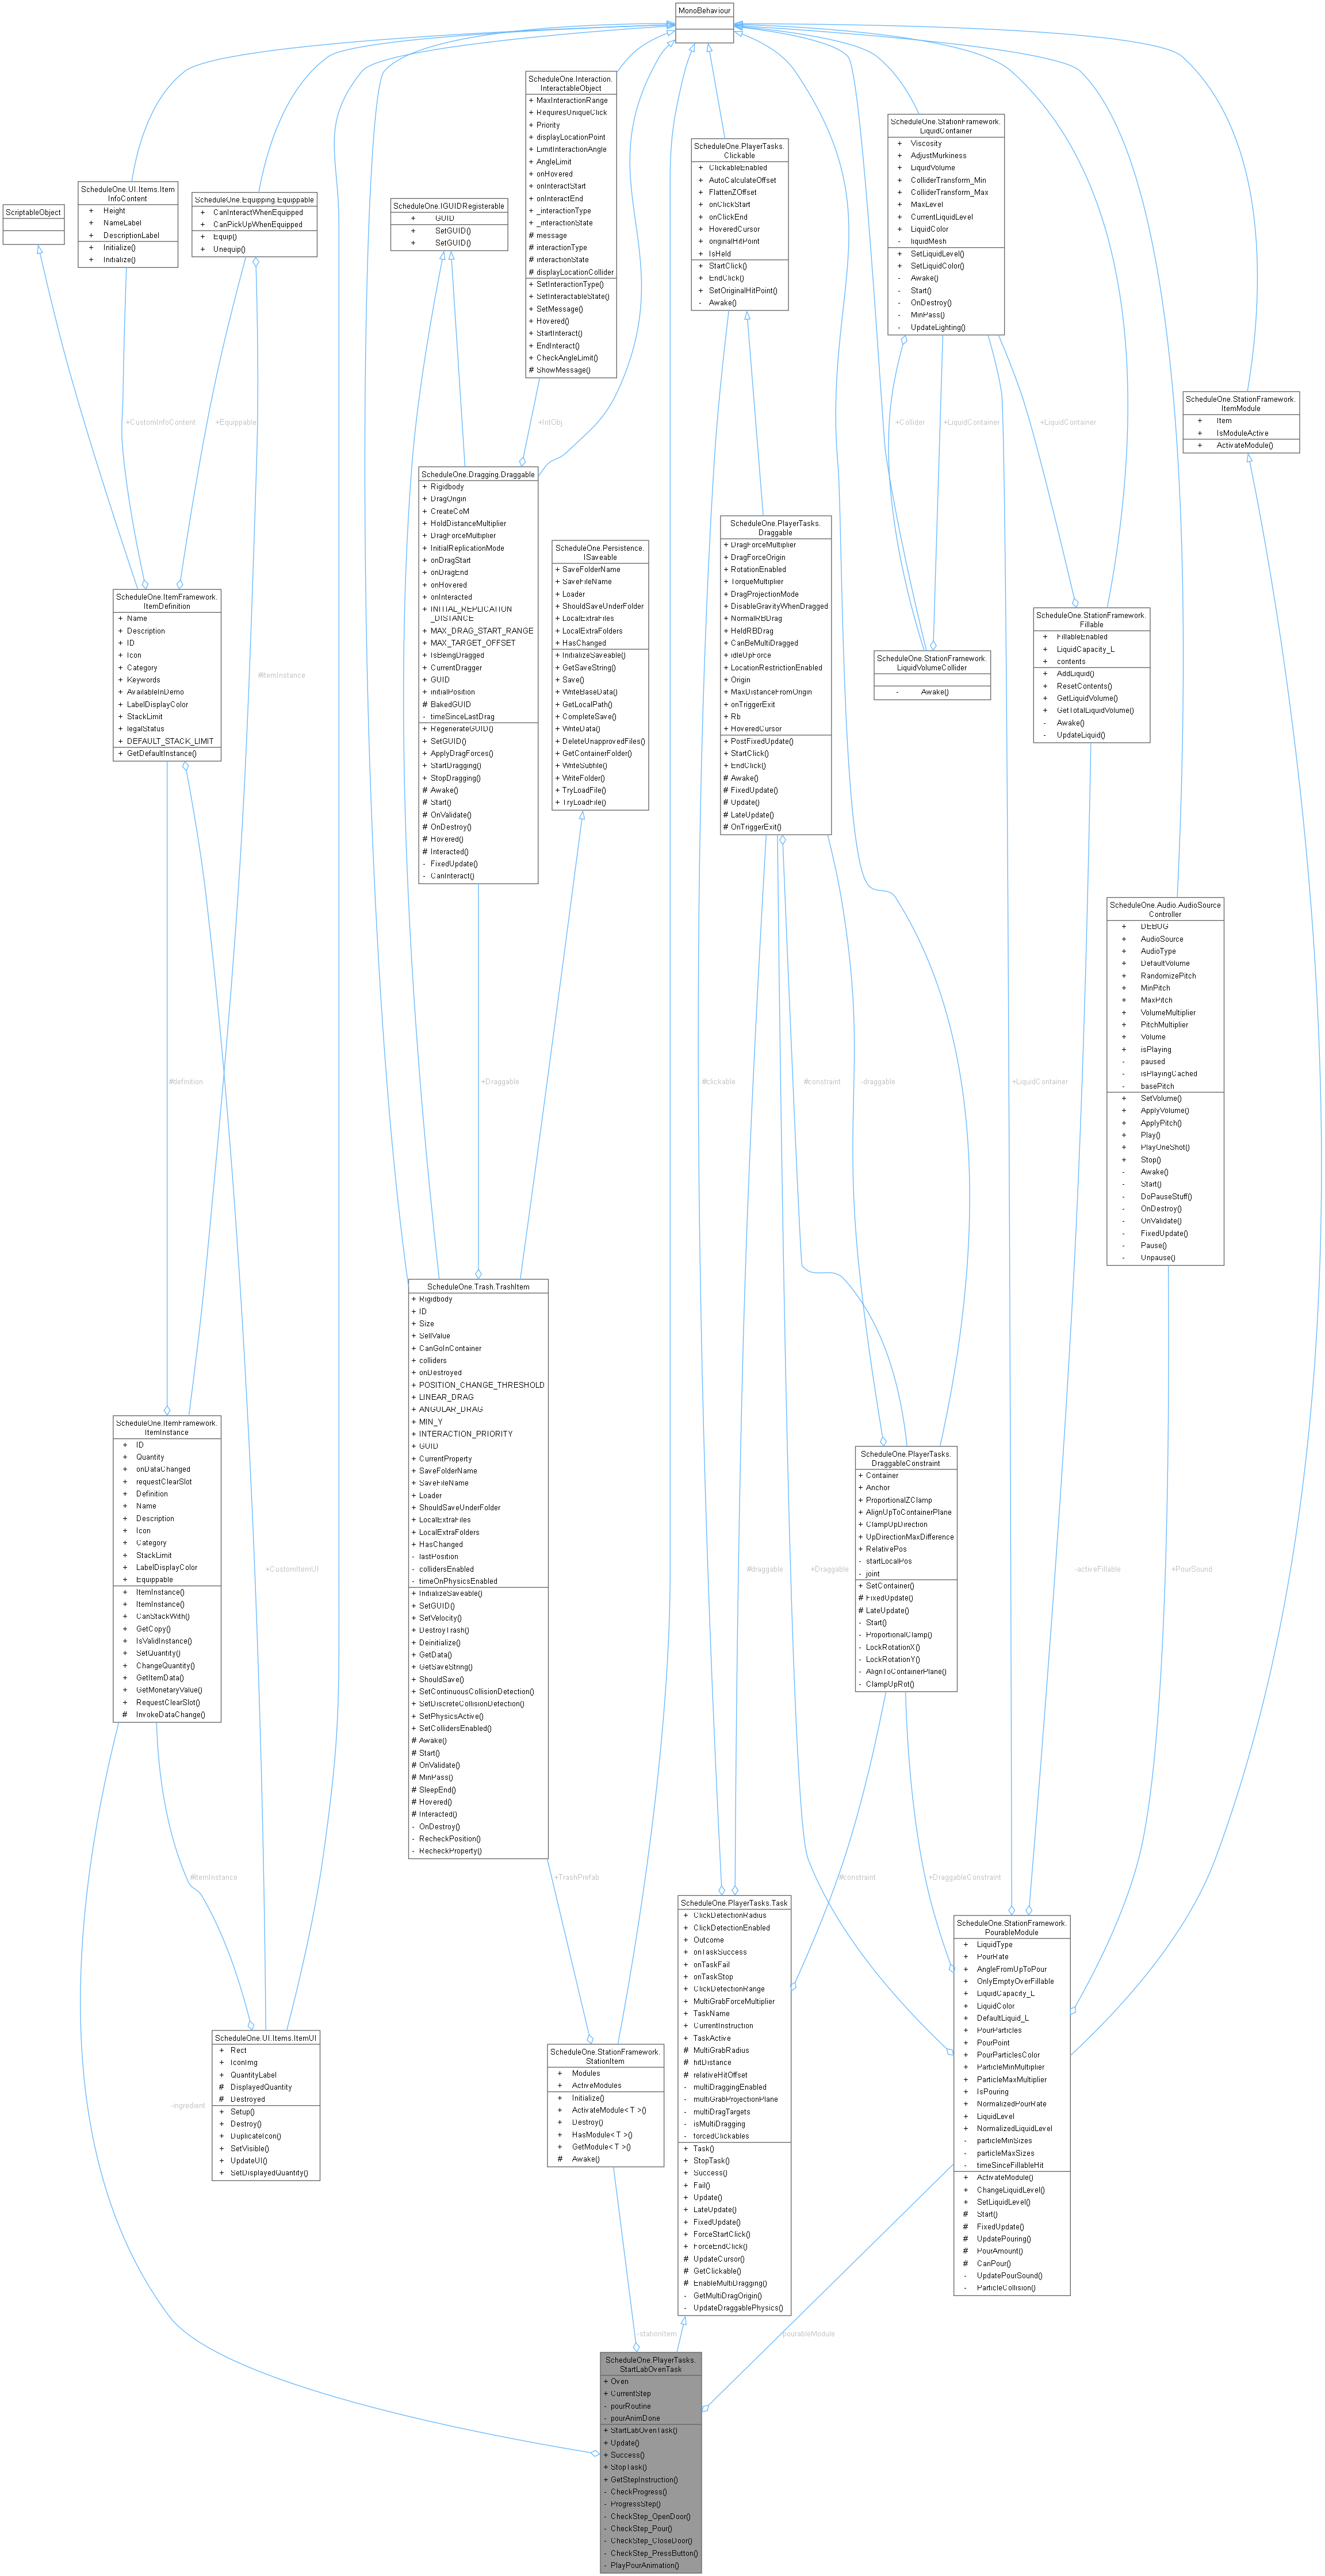 MonoBehaviour
ScheduleOne.Interaction.
InteractableObject
+ MaxInteractionRange
+ RequiresUniqueClick
+ Priority
+ displayLocationPoint
+ LimitInteractionAngle
+ AngleLimit
+ onHovered
+ onInteractStart
+ onInteractEnd
+ _interactionType
+ _interactionState
# message
# interactionType
# interactionState
# displayLocationCollider
+ SetInteractionType()
+ SetInteractableState()
+ SetMessage()
+ Hovered()
+ StartInteract()
+ EndInteract()
+ CheckAngleLimit()
# ShowMessage()
ScheduleOne.StationFramework.
LiquidContainer
+ Viscosity
+ AdjustMurkiness
+ LiquidVolume
+ ColliderTransform_Min
+ ColliderTransform_Max
+ MaxLevel
+ CurrentLiquidLevel
+ LiquidColor
- liquidMesh
+ SetLiquidLevel()
+ SetLiquidColor()
- Awake()
- Start()
- OnDestroy()
- MinPass()
- UpdateLighting()
ScheduleOne.PlayerTasks.
Clickable
+ ClickableEnabled
+ AutoCalculateOffset
+ FlattenZOffset
+ onClickStart
+ onClickEnd
+ HoveredCursor
+ originalHitPoint
+ IsHeld
+ StartClick()
+ EndClick()
+ SetOriginalHitPoint()
- Awake()
ScheduleOne.UI.Items.Item
InfoContent
+ Height
+ NameLabel
+ DescriptionLabel
+ Initialize()
+ Initialize()
ScheduleOne.Equipping.Equippable
+ CanInteractWhenEquipped
+ CanPickUpWhenEquipped
+ Equip()
+ Unequip()
ScriptableObject
ScheduleOne.IGUIDRegisterable
+ GUID
+ SetGUID()
+ SetGUID()
ScheduleOne.StationFramework.
ItemModule
+ Item
+ IsModuleActive
+ ActivateModule()
+CustomInfoContent
+Equippable
+IntObj
+Collider
+LiquidContainer
+LiquidContainer
ScheduleOne.Dragging.Draggable
+ Rigidbody
+ DragOrigin
+ CreateCoM
+ HoldDistanceMultiplier
+ DragForceMultiplier
+ InitialReplicationMode
+ onDragStart
+ onDragEnd
+ onHovered
+ onInteracted
+ INITIAL_REPLICATION
_DISTANCE
+ MAX_DRAG_START_RANGE
+ MAX_TARGET_OFFSET
+ IsBeingDragged
+ CurrentDragger
+ GUID
+ initialPosition
# BakedGUID
- timeSinceLastDrag
+ RegenerateGUID()
+ SetGUID()
+ ApplyDragForces()
+ StartDragging()
+ StopDragging()
# Awake()
# Start()
# OnValidate()
# OnDestroy()
# Hovered()
# Interacted()
- FixedUpdate()
- CanInteract()
ScheduleOne.Persistence.
ISaveable
+ SaveFolderName
+ SaveFileName
+ Loader
+ ShouldSaveUnderFolder
+ LocalExtraFiles
+ LocalExtraFolders
+ HasChanged
+ InitializeSaveable()
+ GetSaveString()
+ Save()
+ WriteBaseData()
+ GetLocalPath()
+ CompleteSave()
+ WriteData()
+ DeleteUnapprovedFiles()
+ GetContainerFolder()
+ WriteSubfile()
+ WriteFolder()
+ TryLoadFile()
+ TryLoadFile()
ScheduleOne.PlayerTasks.
Draggable
+ DragForceMultiplier
+ DragForceOrigin
+ RotationEnabled
+ TorqueMultiplier
+ DragProjectionMode
+ DisableGravityWhenDragged
+ NormalRBDrag
+ HeldRBDrag
+ CanBeMultiDragged
+ idleUpForce
+ LocationRestrictionEnabled
+ Origin
+ MaxDistanceFromOrigin
+ onTriggerExit
+ Rb
+ HoveredCursor
+ PostFixedUpdate()
+ StartClick()
+ EndClick()
# Awake()
# FixedUpdate()
# Update()
# LateUpdate()
# OnTriggerExit()
ScheduleOne.ItemFramework.
ItemDefinition
+ Name
+ Description
+ ID
+ Icon
+ Category
+ Keywords
+ AvailableInDemo
+ LabelDisplayColor
+ StackLimit
+ legalStatus
+ DEFAULT_STACK_LIMIT
+ GetDefaultInstance()
ScheduleOne.StationFramework.
Fillable
+ FillableEnabled
+ LiquidCapacity_L
+ contents
+ AddLiquid()
+ ResetContents()
+ GetLiquidVolume()
+ GetTotalLiquidVolume()
- Awake()
- UpdateLiquid()
ScheduleOne.StationFramework.
LiquidVolumeCollider
- Awake()
#itemInstance
ScheduleOne.Audio.AudioSource
Controller
+ DEBUG
+ AudioSource
+ AudioType
+ DefaultVolume
+ RandomizePitch
+ MinPitch
+ MaxPitch
+ VolumeMultiplier
+ PitchMultiplier
+ Volume
+ isPlaying
- paused
- isPlayingCached
- basePitch
+ SetVolume()
+ ApplyVolume()
+ ApplyPitch()
+ Play()
+ PlayOneShot()
+ Stop()
- Awake()
- Start()
- DoPauseStuff()
- OnDestroy()
- OnValidate()
- FixedUpdate()
- Pause()
- Unpause()
#definition
+Draggable
#clickable
#constraint
-draggable
+LiquidContainer
ScheduleOne.Trash.TrashItem
+ Rigidbody
+ ID
+ Size
+ SellValue
+ CanGoInContainer
+ colliders
+ onDestroyed
+ POSITION_CHANGE_THRESHOLD
+ LINEAR_DRAG
+ ANGULAR_DRAG
+ MIN_Y
+ INTERACTION_PRIORITY
+ GUID
+ CurrentProperty
+ SaveFolderName
+ SaveFileName
+ Loader
+ ShouldSaveUnderFolder
+ LocalExtraFiles
+ LocalExtraFolders
+ HasChanged
- lastPosition
- collidersEnabled
- timeOnPhysicsEnabled
+ InitializeSaveable()
+ SetGUID()
+ SetVelocity()
+ DestroyTrash()
+ Deinitialize()
+ GetData()
+ GetSaveString()
+ ShouldSave()
+ SetContinuousCollisionDetection()
+ SetDiscreteCollisionDetection()
+ SetPhysicsActive()
+ SetCollidersEnabled()
# Awake()
# Start()
# OnValidate()
# MinPass()
# SleepEnd()
# Hovered()
# Interacted()
- OnDestroy()
- RecheckPosition()
- RecheckProperty()
ScheduleOne.ItemFramework.
ItemInstance
+ ID
+ Quantity
+ onDataChanged
+ requestClearSlot
+ Definition
+ Name
+ Description
+ Icon
+ Category
+ StackLimit
+ LabelDisplayColor
+ Equippable
+ ItemInstance()
+ ItemInstance()
+ CanStackWith()
+ GetCopy()
+ IsValidInstance()
+ SetQuantity()
+ ChangeQuantity()
+ GetItemData()
+ GetMonetaryValue()
+ RequestClearSlot()
# InvokeDataChange()
ScheduleOne.PlayerTasks.
DraggableConstraint
+ Container
+ Anchor
+ ProportionalZClamp
+ AlignUpToContainerPlane
+ ClampUpDirection
+ UpDirectionMaxDifference
+ RelativePos
- startLocalPos
- joint
+ SetContainer()
# FixedUpdate()
# LateUpdate()
- Start()
- ProportionalClamp()
- LockRotationX()
- LockRotationY()
- AlignToContainerPlane()
- ClampUpRot()
+CustomItemUI
#draggable
+Draggable
-activeFillable
+PourSound
#itemInstance
+TrashPrefab
#constraint
+DraggableConstraint
ScheduleOne.PlayerTasks.Task
+ ClickDetectionRadius
+ ClickDetectionEnabled
+ Outcome
+ onTaskSuccess
+ onTaskFail
+ onTaskStop
+ ClickDetectionRange
+ MultiGrabForceMultiplier
+ TaskName
+ CurrentInstruction
+ TaskActive
# MultiGrabRadius
# hitDistance
# relativeHitOffset
- multiDraggingEnabled
- multiGrabProjectionPlane
- multiDragTargets
- isMultiDragging
- forcedClickables
+ Task()
+ StopTask()
+ Success()
+ Fail()
+ Update()
+ LateUpdate()
+ FixedUpdate()
+ ForceStartClick()
+ ForceEndClick()
# UpdateCursor()
# GetClickable()
# EnableMultiDragging()
- GetMultiDragOrigin()
- UpdateDraggablePhysics()
ScheduleOne.StationFramework.
PourableModule
+ LiquidType
+ PourRate
+ AngleFromUpToPour
+ OnlyEmptyOverFillable
+ LiquidCapacity_L
+ LiquidColor
+ DefaultLiquid_L
+ PourParticles
+ PourPoint
+ PourParticlesColor
+ ParticleMinMultiplier
+ ParticleMaxMultiplier
+ IsPouring
+ NormalizedPourRate
+ LiquidLevel
+ NormalizedLiquidLevel
- particleMinSizes
- particleMaxSizes
- timeSinceFillableHit
+ ActivateModule()
+ ChangeLiquidLevel()
+ SetLiquidLevel()
# Start()
# FixedUpdate()
# UpdatePouring()
# PourAmount()
# CanPour()
- UpdatePourSound()
- ParticleCollision()
ScheduleOne.UI.Items.ItemUI
+ Rect
+ IconImg
+ QuantityLabel
# DisplayedQuantity
# Destroyed
+ Setup()
+ Destroy()
+ DuplicateIcon()
+ SetVisible()
+ UpdateUI()
+ SetDisplayedQuantity()
ScheduleOne.StationFramework.
StationItem
+ Modules
+ ActiveModules
+ Initialize()
+ ActivateModule< T >()
+ Destroy()
+ HasModule< T >()
+ GetModule< T >()
# Awake()
-ingredient
-stationItem
-pourableModule
ScheduleOne.PlayerTasks.
StartLabOvenTask
+ Oven
+ CurrentStep
- pourRoutine
- pourAnimDone
+ StartLabOvenTask()
+ Update()
+ Success()
+ StopTask()
+ GetStepInstruction()
- CheckProgress()
- ProgressStep()
- CheckStep_OpenDoor()
- CheckStep_Pour()
- CheckStep_CloseDoor()
- CheckStep_PressButton()
- PlayPourAnimation()